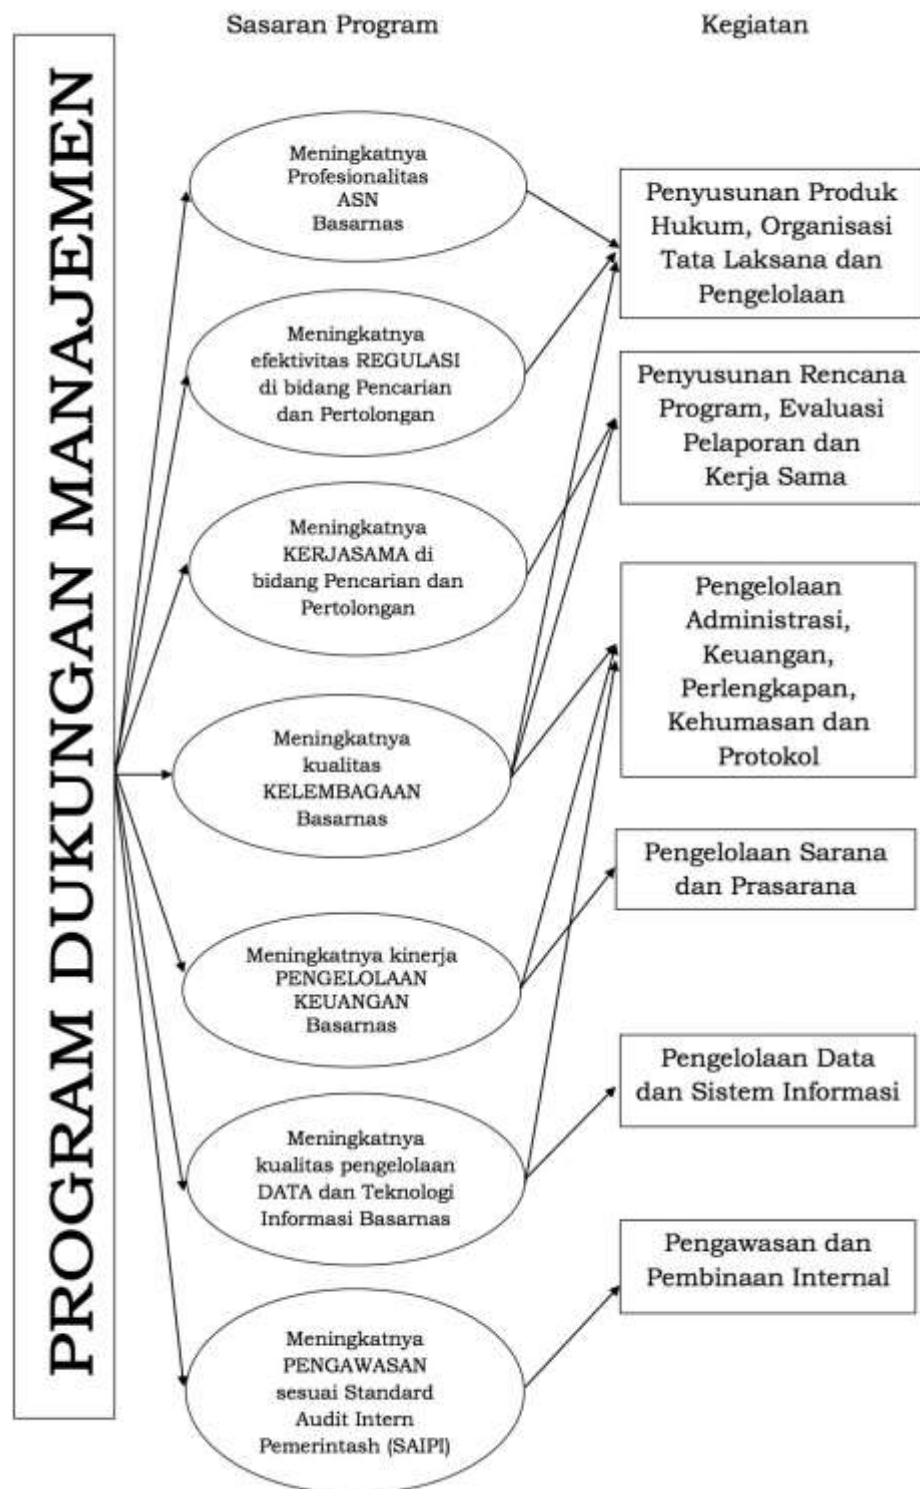 Sasaran Program
Kegiatan
PROGRAM DUKUNGAN MANAJEMEN
Meningkatnya
Profesionalitas
ASN
Basarnas
Meningkatnya
efektivitas REGULASI
di bidang Pencarian
dan Pertolongan
Meningkatnya
KERJASAMA di
bidang Pencarian dan
Pertolongan
Meningkatnya
kualitas
KELEMBAGAAN
Basarnas
Meningkatnya kinerja
PENGELOLAAN
KEUANGAN
Basarnas
Meningkatnya
kualitas pengelolaan
DATA dan Teknologi
Informasi Basarnas
Meningkatnya
PENGAWASAN
sesuai Standard
Audit Intern
Pemerintash (SAIPI)
Penyusunan Produk
Hukum, Organisasi
Tata Laksana dan
Pengelolaan
Penyusunan Rencana
Program, Evaluasi
Pelaporan dan
Kerja Sama
Pengelolaan
Administrasi,
Keuangan,
Perlengkapan,
Kehumasan dan
Protokol
Pengelolaan Sarana
dan Prasarana
Pengelolaan Data
dan Sistem Informasi
Pengawasan dan
Pembinaan Internal